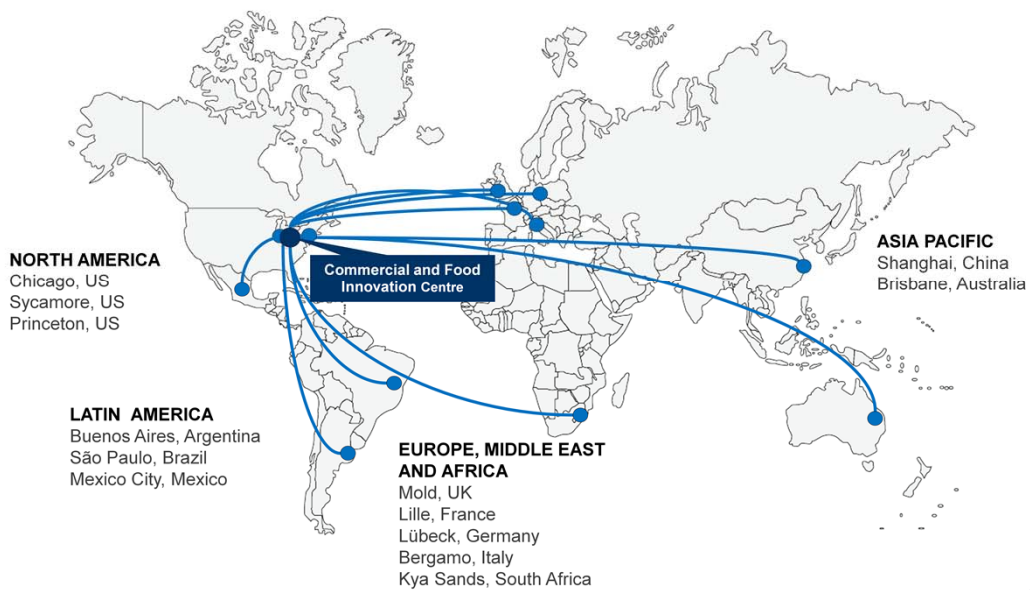 NORTH AMERICA
Chicago, US
Sycamore, US
Princeton, US
Commercial and Food
Innovation Centre
ASIA PACIFIC
Shanghai, China
Brisbane, Australia
LATIN AMERICA
Buenos Aires, Argentina
São Paulo, Brazil
Mexico City, Mexico
EUROPE, MIDDLE EAST
AND AFRICA
Mold, UK
Lille, France
Lübeck, Germany
Bergamo, Italy
Kya Sands, South Africa